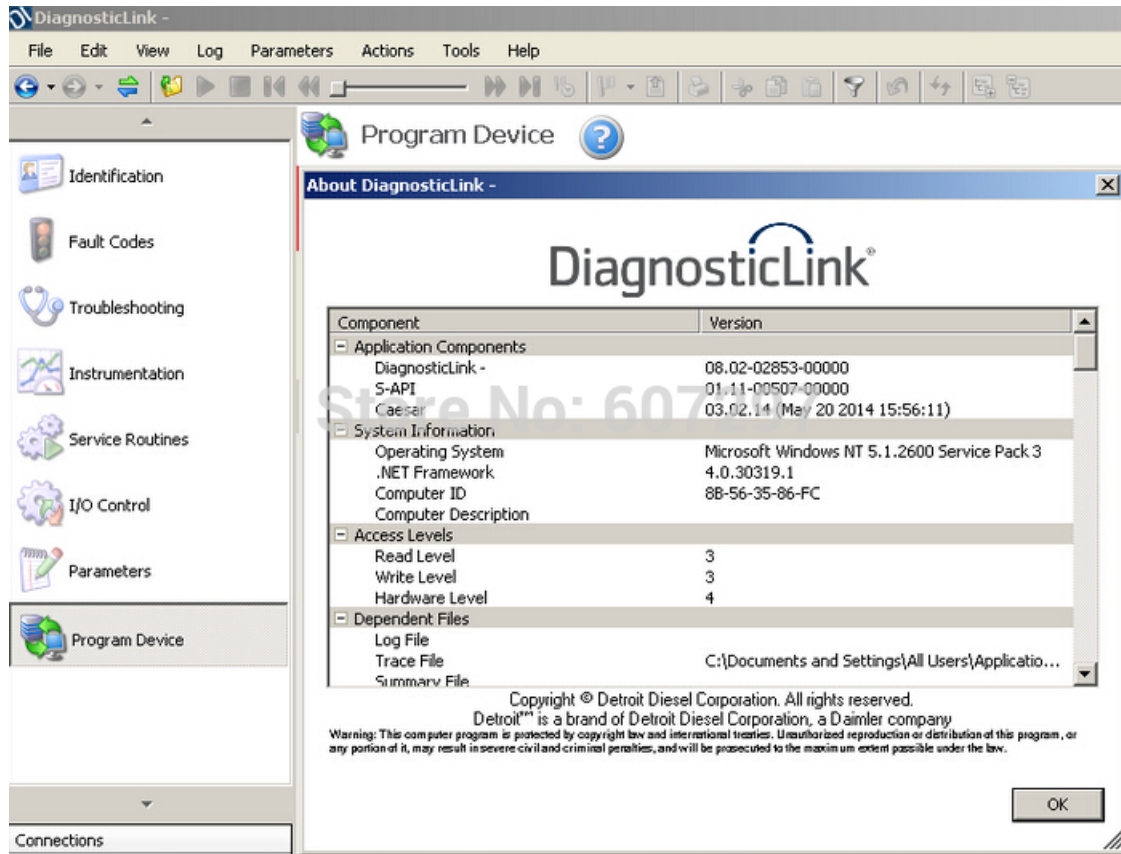 DiagnosticLink -
File Edit View Log Parameters Actions Tools Help
Program Device
Identification
Fault Codes
Troubleshooting
Instrumentation
Service Routines
I/O Control
Parameters
Program Device
Connections
About DiagnosticLink -
DiagnosticLink®
Component Version
Application Components
DiagnosticLink - 08.02-02853-00000
S-API 01-11-00507-00000
Caesar 03.02.14 (May 20 2014 15:56:11)
Store No: 607297
System Information
Operating System Microsoft Windows NT 5.1.2600 Service Pack 3
.NET Framework 4.0.30319.1
Computer ID 8B-56-35-86-FC
Computer Description
Access Levels
Read Level 3
Write Level 3
Hardware Level 4
Dependent Files
Log File
Trace File C:\Documents and Settings\All Users\Applicatio...
Summary File
Copyright © Detroit Diesel Corporation. All rights reserved.
Detroit™ is a brand of Detroit Diesel Corporation, a Daimler company
Warning: This computer program is protected by copyright law and international treaties. Unauthorized reproduction or distribution of this program, or
any portion of it, may result in severe civil and criminal penalties, and will be prosecuted to the maximum extent possible under the law.
OK